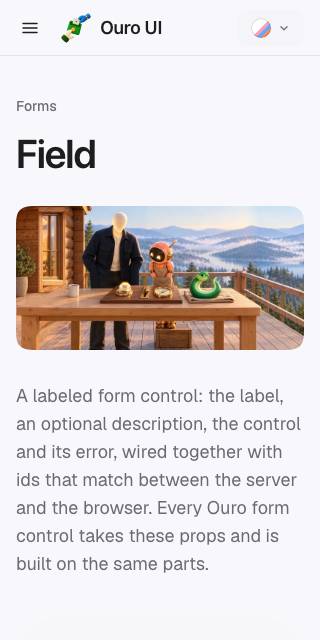 Ouro UI
Forms
Field
A labeled form control: the label,
an optional description, the control
and its error, wired together with
ids that match between the server
and the browser. Every Ouro form
control takes these props and is
built on the same parts.